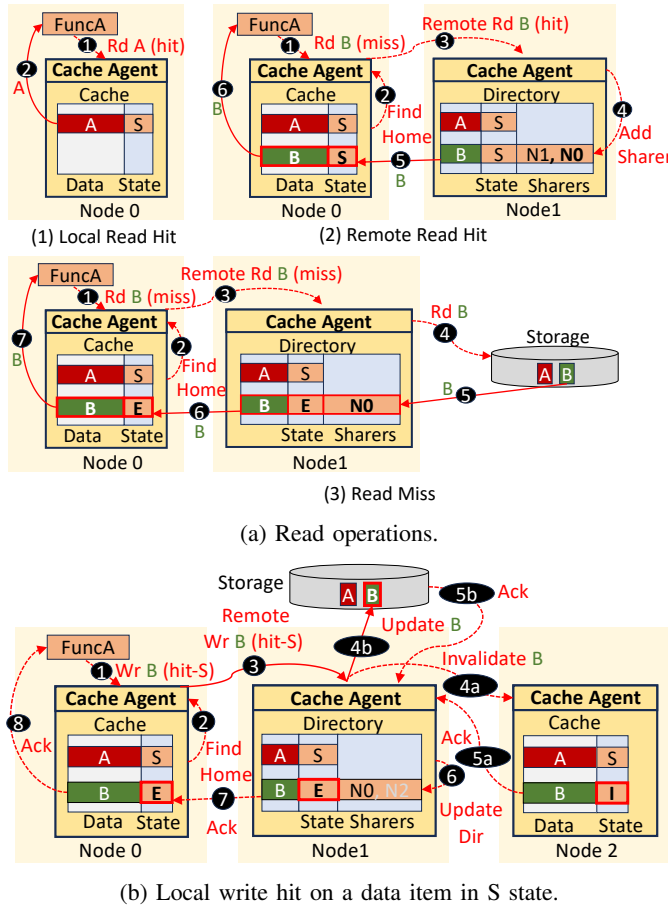 FuncA
1 Rd A (hit)
2
A
Cache Agent
Cache
A S
Data State
Node 0
(1) Local Read Hit
FuncA
1 Rd B (miss)
3 Remote Rd B (hit)
Cache Agent
Cache
2
Find
Home
6
B
A S
B S
Data State
Node 0
5
B
Cache Agent
Directory
4
Add
Sharer
A S
B S N1, N0
State Sharers
Node1
(2) Remote Read Hit
FuncA
1 Rd B (miss)
3 Remote Rd B (miss)
Cache Agent
Cache
2
Find
Home
7
B
A S
B E
Data State
Node 0
6
B
Cache Agent
Directory
A S
B E N0
State Sharers
Node1
Rd B
4
Storage
A B
B 5
(3) Read Miss
(a) Read operations.
Storage
A B
5b Ack
Remote
Wr B (hit-S)
3
4b
Update B
FuncA
1 Wr B (hit-S)
Invalidate B
4a
Cache Agent
Cache
2
Find
Home
8
Ack
A S
B E
Data State
Node 0
7
Ack
Cache Agent
Directory
A S
B E N0, N2
State Sharers
Node1
Ack
5a
6
Update
Dir
Cache Agent
Cache
A S
B I
Data State
Node 2
(b) Local write hit on a data item in S state.